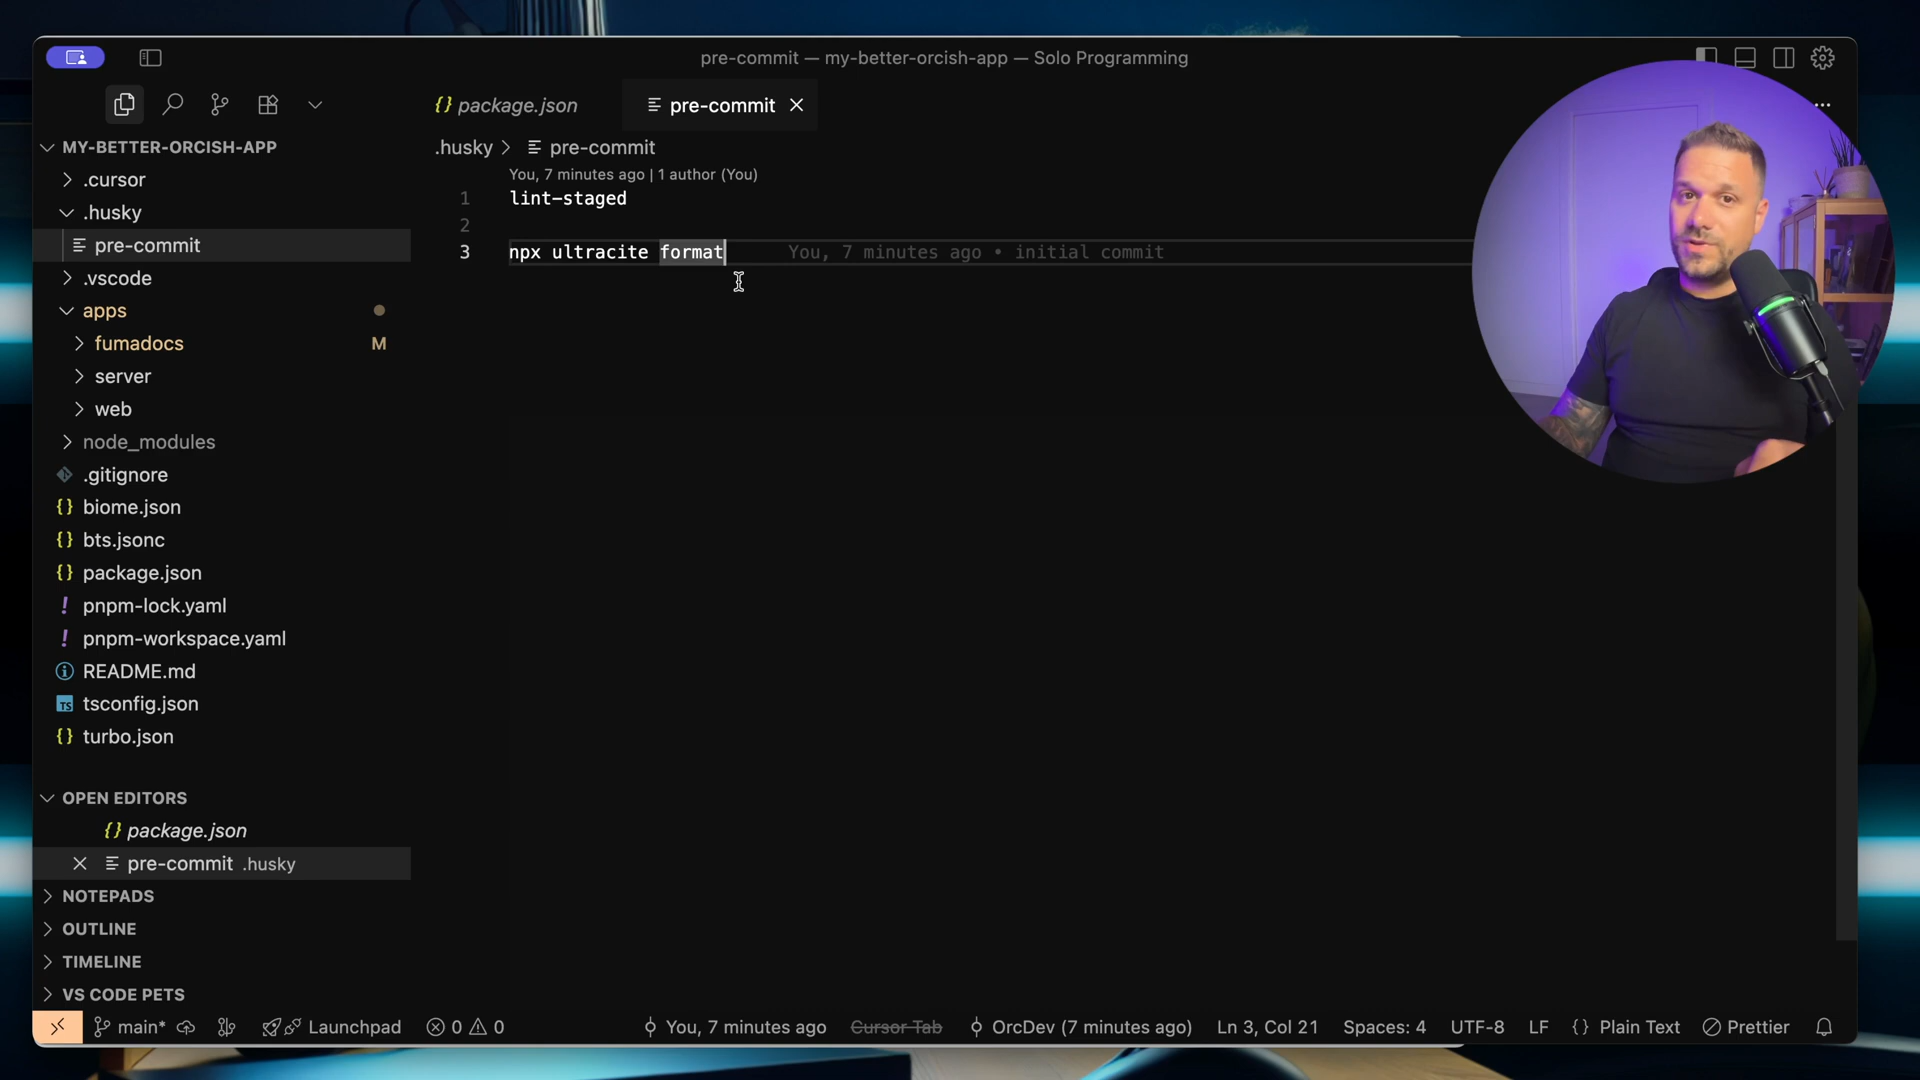 pre-commit — my-better-orcish-app — Solo Programming
package.json
pre-commit
.husky
pre-commit
You, 7 minutes ago | 1 author (You)
1 lint-staged
2
3 npx ultracite format You, 7 minutes ago • initial commit
MY-BETTER-ORCISH-APP
.cursor
.husky
pre-commit
.vscode
apps
fumadocs M
server
web
node_modules
.gitignore
biome.json
bts.jsonc
package.json
pnpm-lock.yaml
pnpm-workspace.yaml
README.md
TS tsconfig.json
turbo.json
OPEN EDITORS
package.json
pre-commit .husky
NOTEPADS
OUTLINE
TIMELINE
VS CODE PETS
main* Launchpad 0 0 You, 7 minutes ago Cursor Tab OrcDev (7 minutes ago) Ln 3, Col 21 Spaces: 4 UTF-8 LF {} Plain Text Prettier